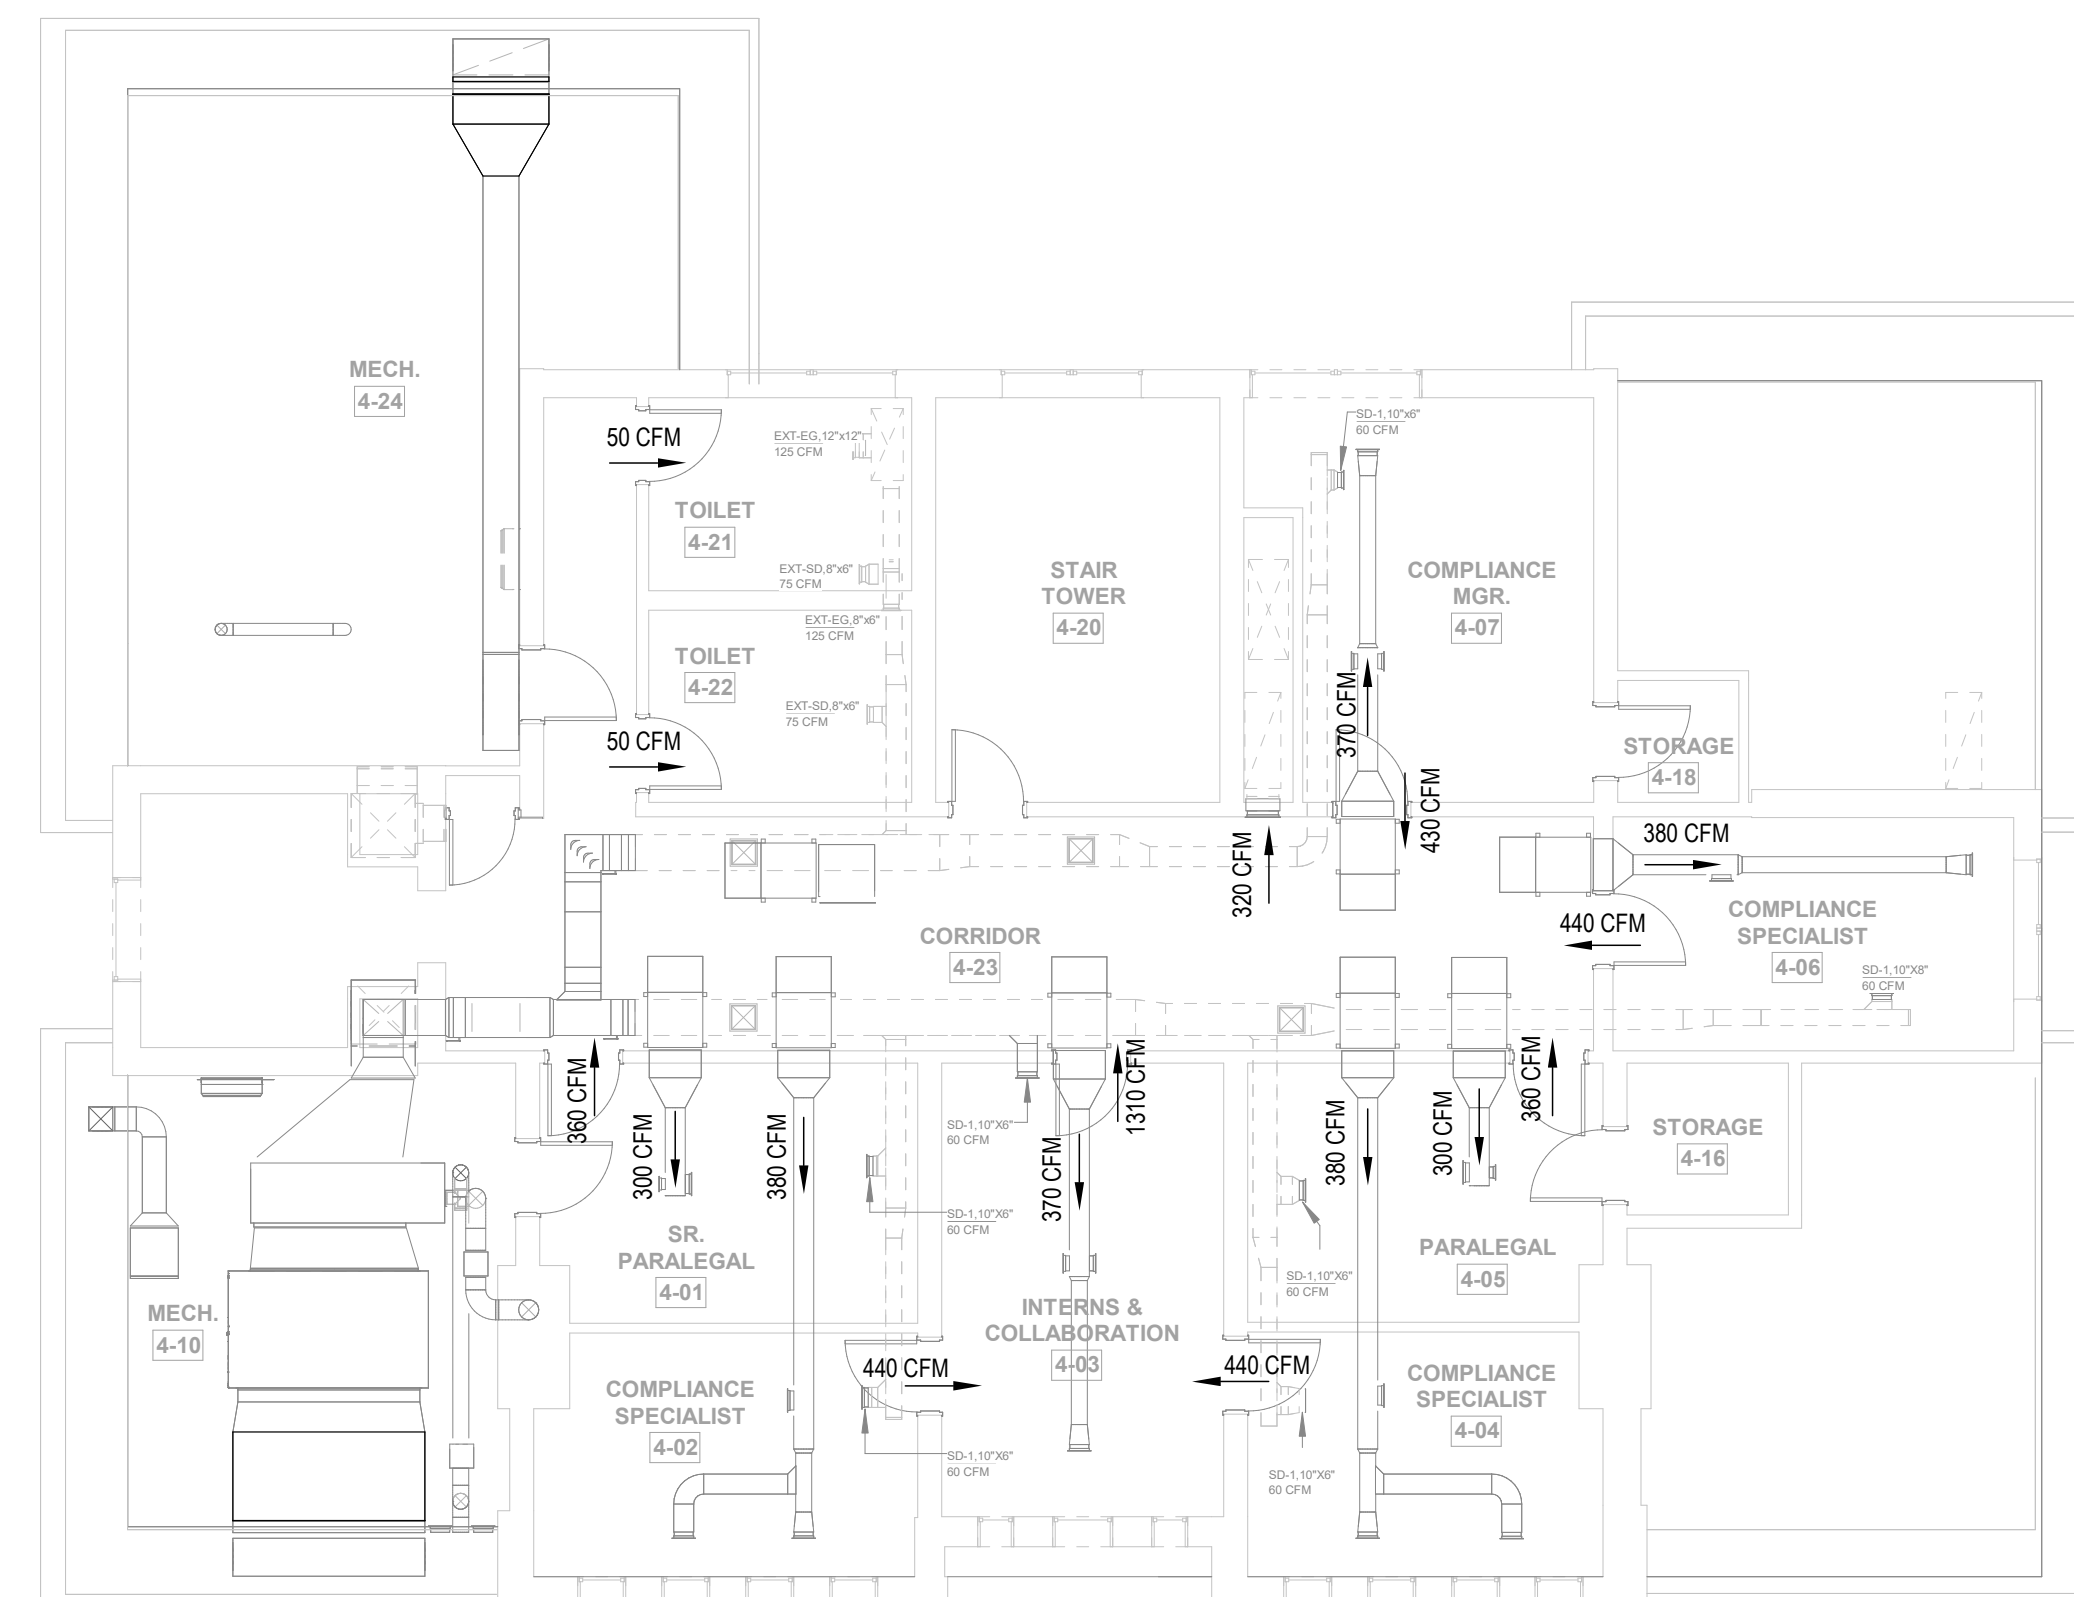 MECH.
4-24
50 CFM
EXT-EG,12"x12"
125 CFM
SD-1,10"x6"
60 CFM
TOILET
4-21
EXT-SD,8"x6"
75 CFM
STAIR
TOWER
4-20
COMPLIANCE
MGR.
4-07
EXT-EG,8"x6"
125 CFM
TOILET
4-22
EXT-SD,8"x6"
75 CFM
50 CFM
370 CFM
STORAGE
4-18
430 CFM
320 CFM
380 CFM
440 CFM
COMPLIANCE
SPECIALIST
4-06
SD-1,10"X8"
60 CFM
CORRIDOR
4-23
360 CFM
300 CFM
380 CFM
SD-1,10"X6"
60 CFM
1310 CFM
370 CFM
380 CFM
300 CFM
360 CFM
STORAGE
4-16
SD-1,10"X6"
60 CFM
SR.
PARALEGAL
4-01
PARALEGAL
4-05
SD-1,10"X6"
60 CFM
MECH.
4-10
INTERNS &
COLLABORATION
4-03
440 CFM
440 CFM
COMPLIANCE
SPECIALIST
4-02
COMPLIANCE
SPECIALIST
4-04
SD-1,10"X6"
60 CFM
SD-1,10"X6"
60 CFM